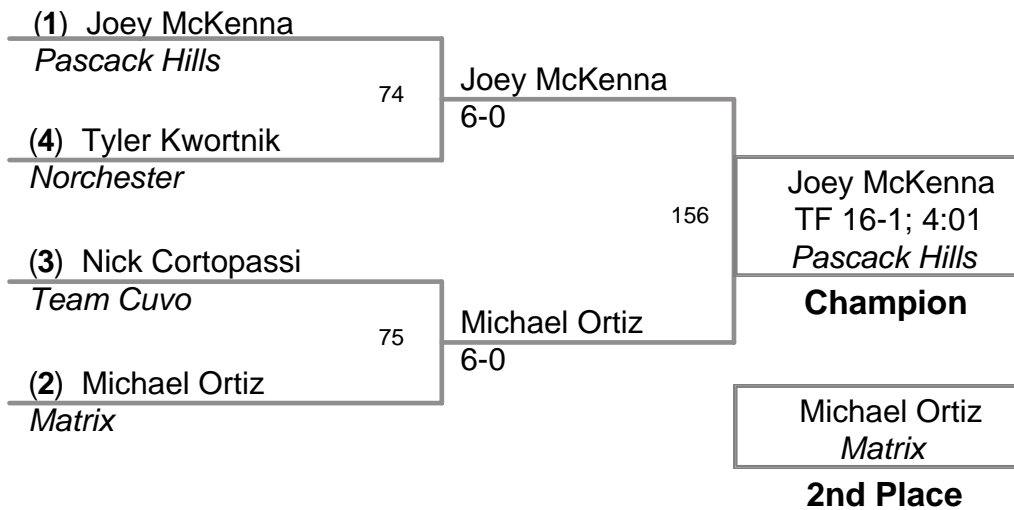 (1) Joey McKenna
Pascack Hills
74
(4) Tyler Kwortnik
Norchester
Joey McKenna
6-0
(3) Nick Cortopassi
Team Cuvo
75
(2) Michael Ortiz
Matrix
Michael Ortiz
6-0
156
Joey McKenna
TF 16-1; 4:01
Pascack Hills
Champion
Michael Ortiz
Matrix
2nd Place